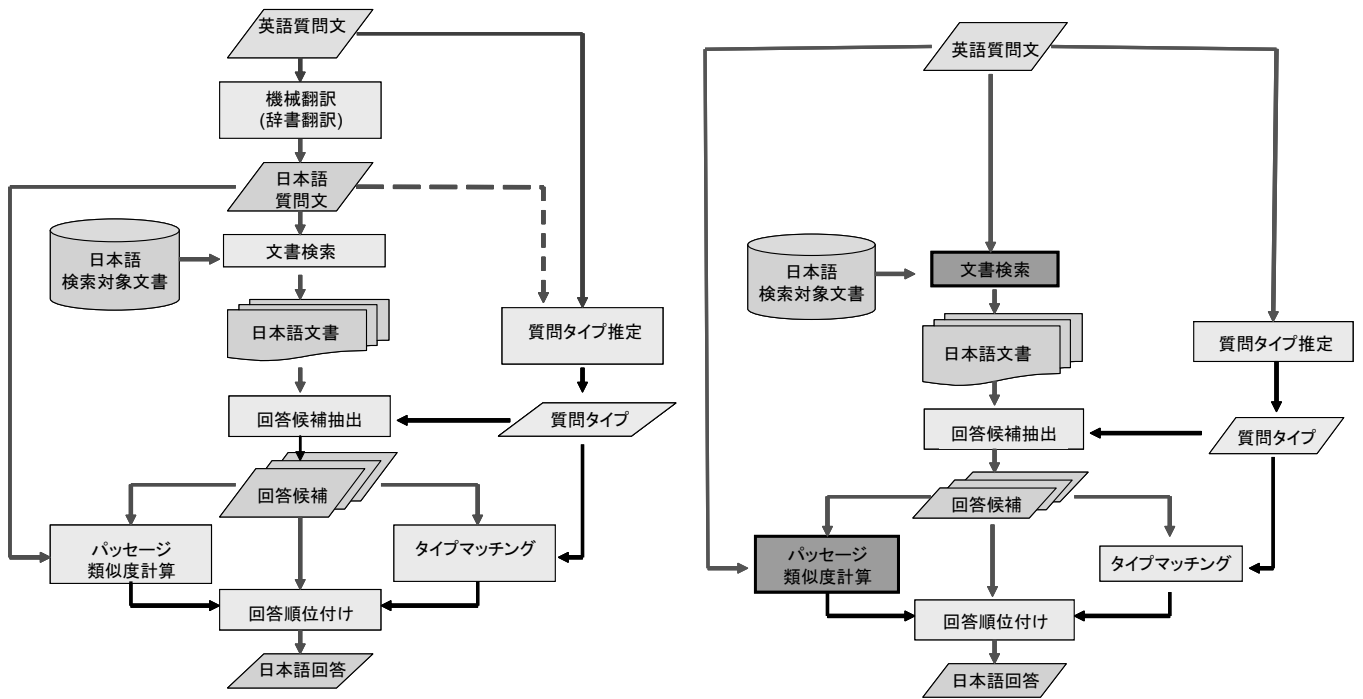 英語質問文
機械翻訳
(辞書翻訳)
日本語
質問文
日本語
検索対象文書
文書検索
日本語文書
質問タイプ推定
回答候補抽出
質問タイプ
回答候補
パッセージ
類似度計算
タイプマッチング
回答順位付け
日本語回答
英語質問文
日本語
検索対象文書
文書検索
日本語文書
質問タイプ推定
回答候補抽出
質問タイプ
回答候補
パッセージ
類似度計算
タイプマッチング
回答順位付け
日本語回答